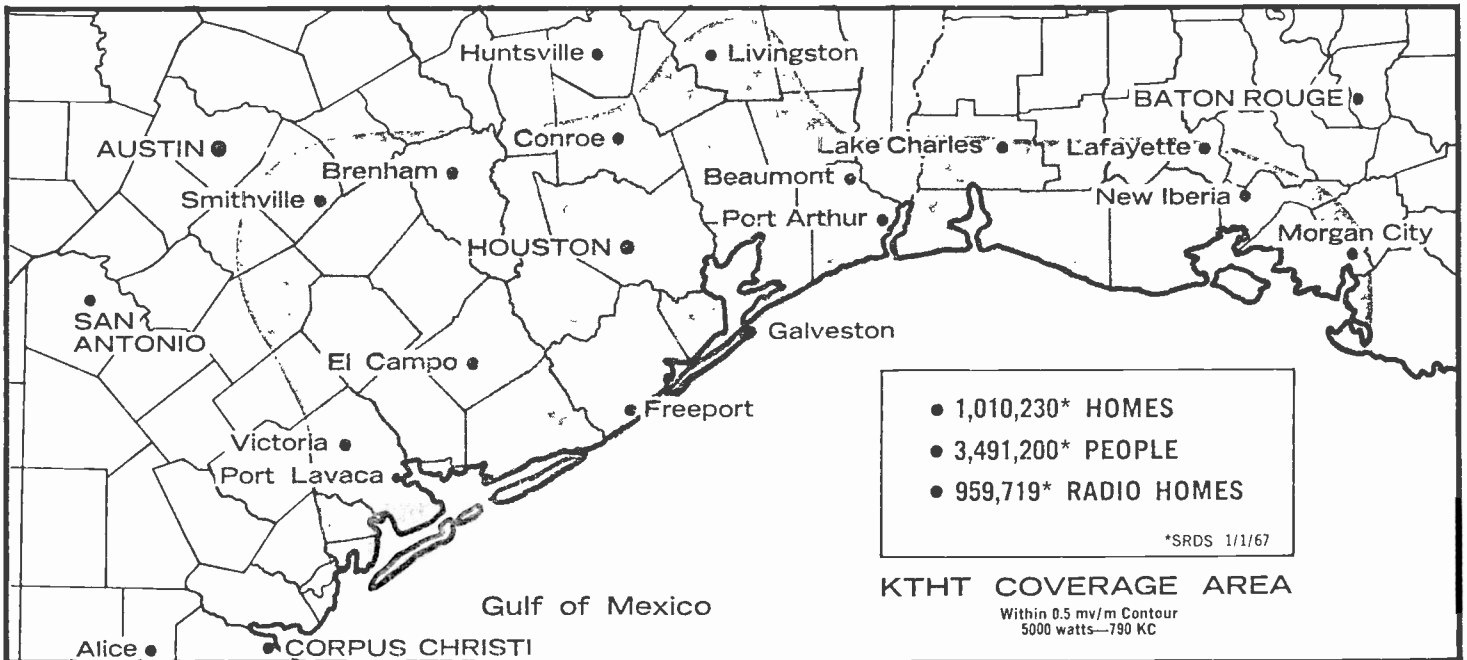 Huntsville
Livingston
BATON ROUGE
AUSTIN
Conroe
Lake Charles
Lafayette
Brenham
Beaumont
Smithville
New Iberia
Port Arthur
HOUSTON
Morgan City
SAN
ANTONIO
Galveston
El Campo
Freeport
• 1,010,230* HOMES
Victoria
• 3,491,200* PEOPLE
Port Lavaca
• 959,719* RADIO HOMES
*SRDS 1/1/67
KTHT COVERAGE AREA
Gulf of Mexico
Within 0.5 mv/m Contour
5000 watts—790 KC
Alice
CORPUS CHRISTI